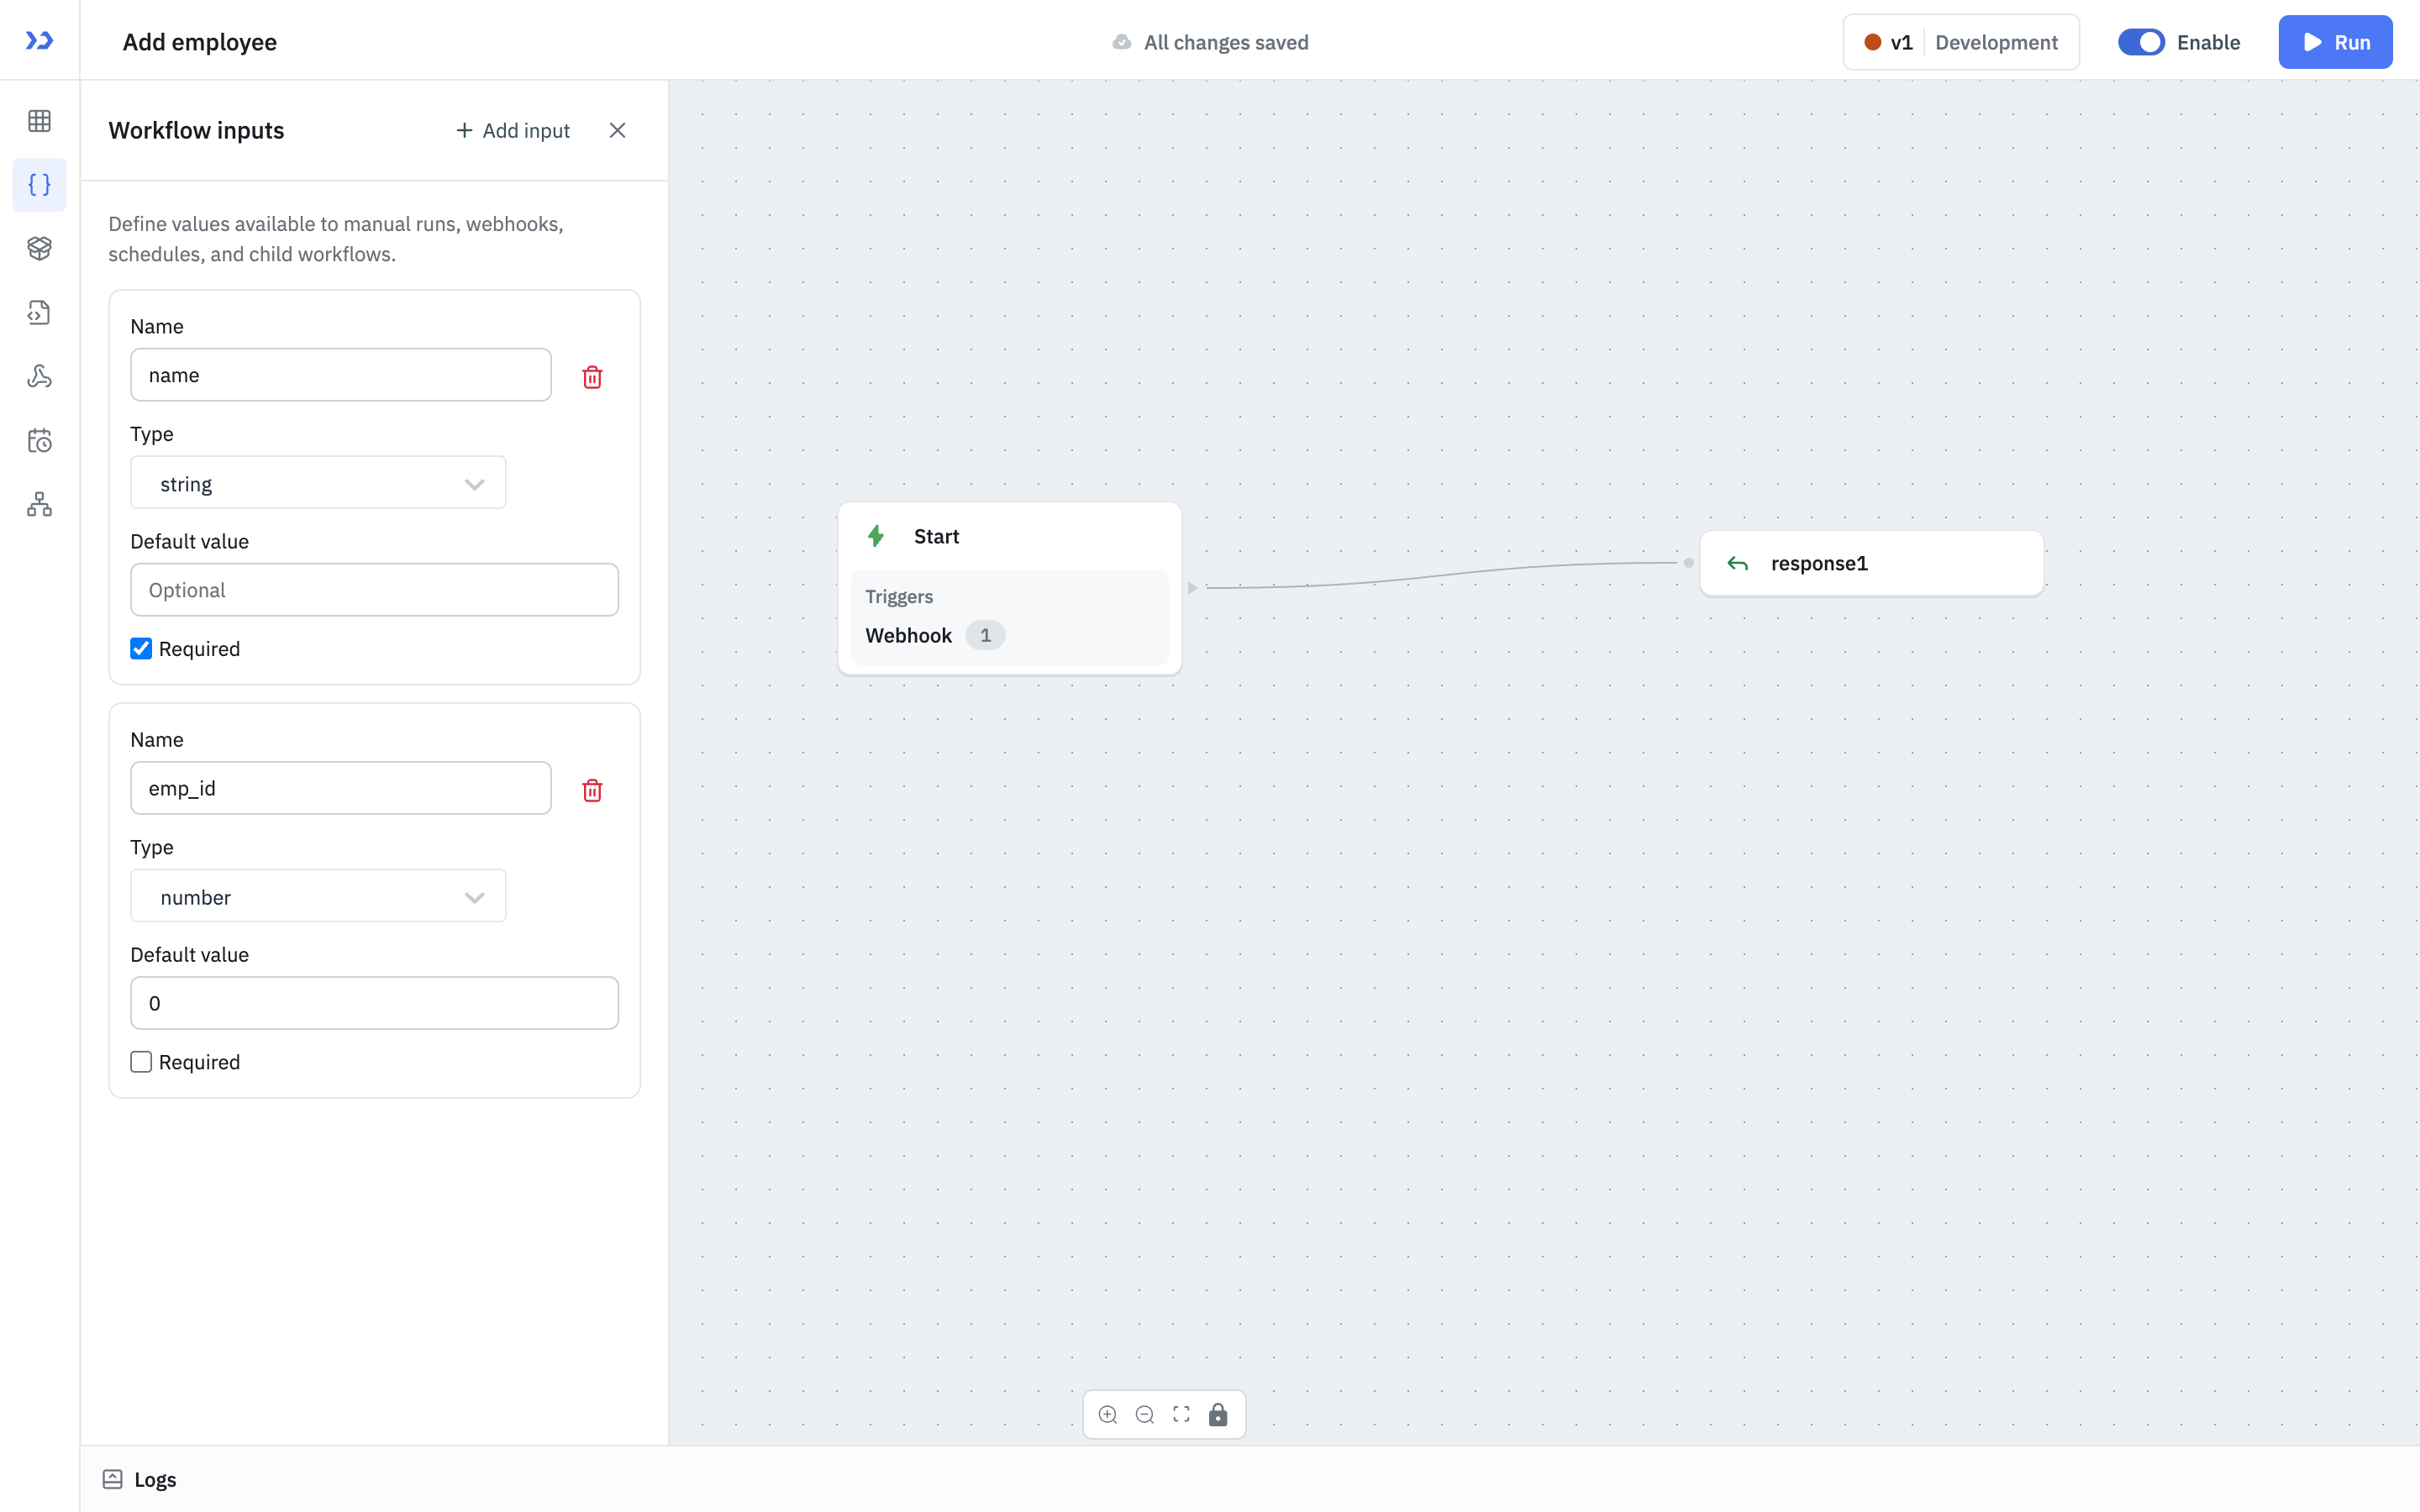 Add employee
All changes saved
v1
Development
Enable
Run
Workflow inputs
Add input
Define values available to manual runs, webhooks,
schedules, and child workflows.
Name
name
Type
string
Default value
Optional
Required
Name
emp_id
Type
number
Default value
0
Required
Start
Triggers
Webhook 1
response1
Logs